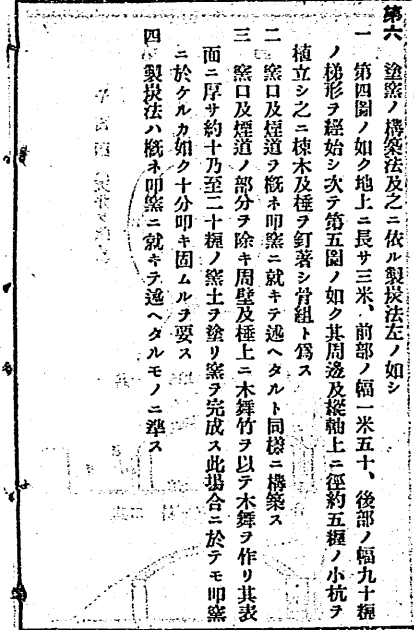 第六　塗窯ノ構築法及之ニ依ル製炭法左ノ如シ
一　第四圖ノ如ク地上ニ長サ三米、前部ノ幅一米五十、後部ノ幅九十糎
ノ梯形ヲ經始シ次テ第五圖ノ如ク其周邊及縱軸上ニ徑約五糎ノ小杭ヲ
植立シ之ニ棟木及棰ヲ釘著シ骨組ト爲ス
二　窯口及煙道ヲ概ネ叩窯ニ就キテ述ヘタルト同樣ニ構築ス
三　窯口及煙道ノ部分ヲ除キ周壁及棰上ニ木舞竹ヲ以テ木舞ヲ作リ其表
面ニ厚サ約十乃至二十糎ノ窯土ヲ塗リ窯ヲ完成ス此場合ニ於テモ叩窯
ニ於ケルカ如ク十分叩キ固ムルヲ要ス
四　製炭法ハ概ネ叩窯ニ就キテ述ヘタルモノニ準ス